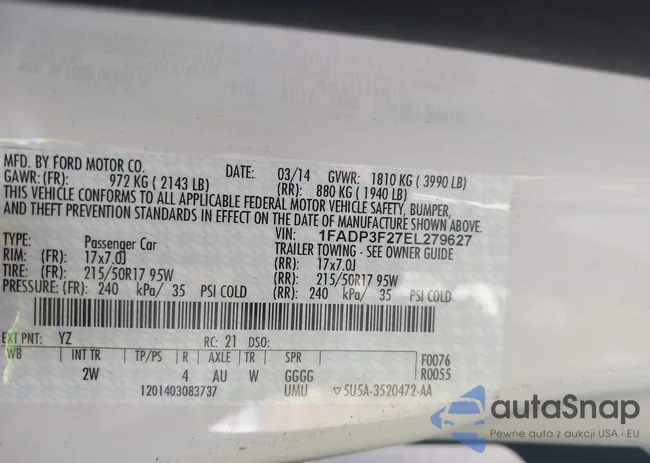 MFD. BY FORD MOTOR CO. DATE: 03/14 GVWR: 1810 KG ( 3990 LB)
GAWR: (FR): 972 KG ( 2143 LB) (RR): 880 KG ( 1940 LB)
THIS VEHICLE CONFORMS TO ALL APPLICABLE FEDERAL MOTOR VEHICLE SAFETY, BUMPER,
AND THEFT PREVENTION STANDARDS IN EFFECT ON THE DATE OF MANUFACTURE SHOWN ABOVE.
VIN: 1FADP3F27EL279627
TYPE: Passenger Car TRAILER TOWING - SEE OWNER GUIDE
RIM: (FR): 17x7.0J (RR): 17x7.0J
TIRE: (FR): 215/50R17 95W (RR): 215/50R17 95W
PRESSURE: (FR): 240 kPa/ 35 PSI COLD (RR): 240 kPa/ 35 PSI COLD
EXT PNT: YZ RC: 21 DSO:
WB INT TR TP/PS R AXLE TR SPR F0076
2W 4 AU W GGGG R0055
1201403083737 UMU ▽5U5A-3520472-AA
autoSnap
Pewne auto z aukcji USA i EU